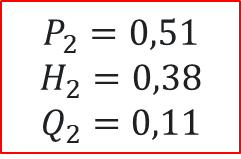 P₂ = 0,51
H₂ = 0,38
Q₂ = 0,11